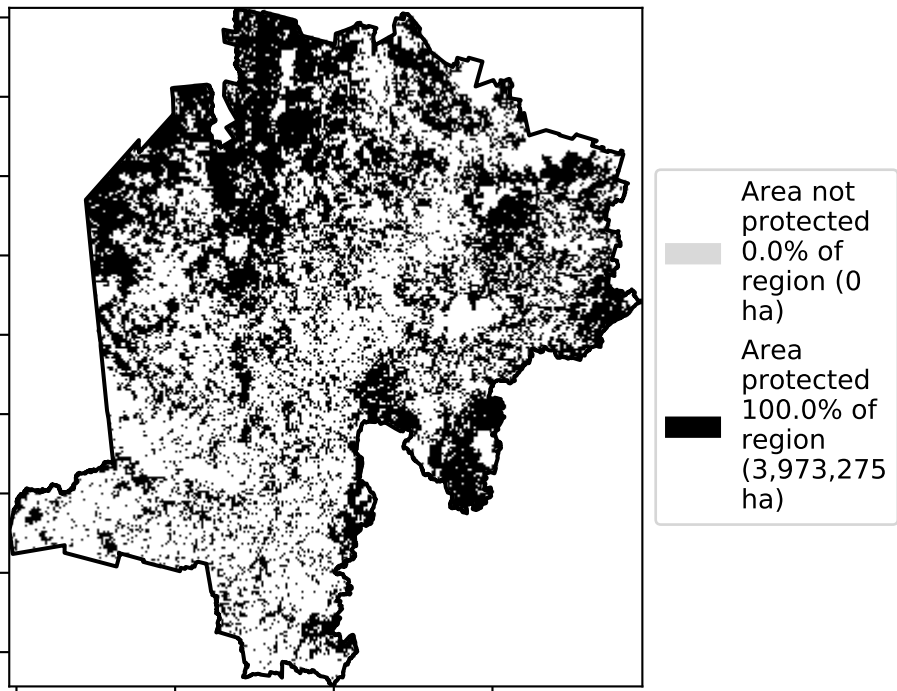 Area not
protected
0.0% of
region (0
ha)
Area
protected
100.0% of
region
(3,973,275
ha)